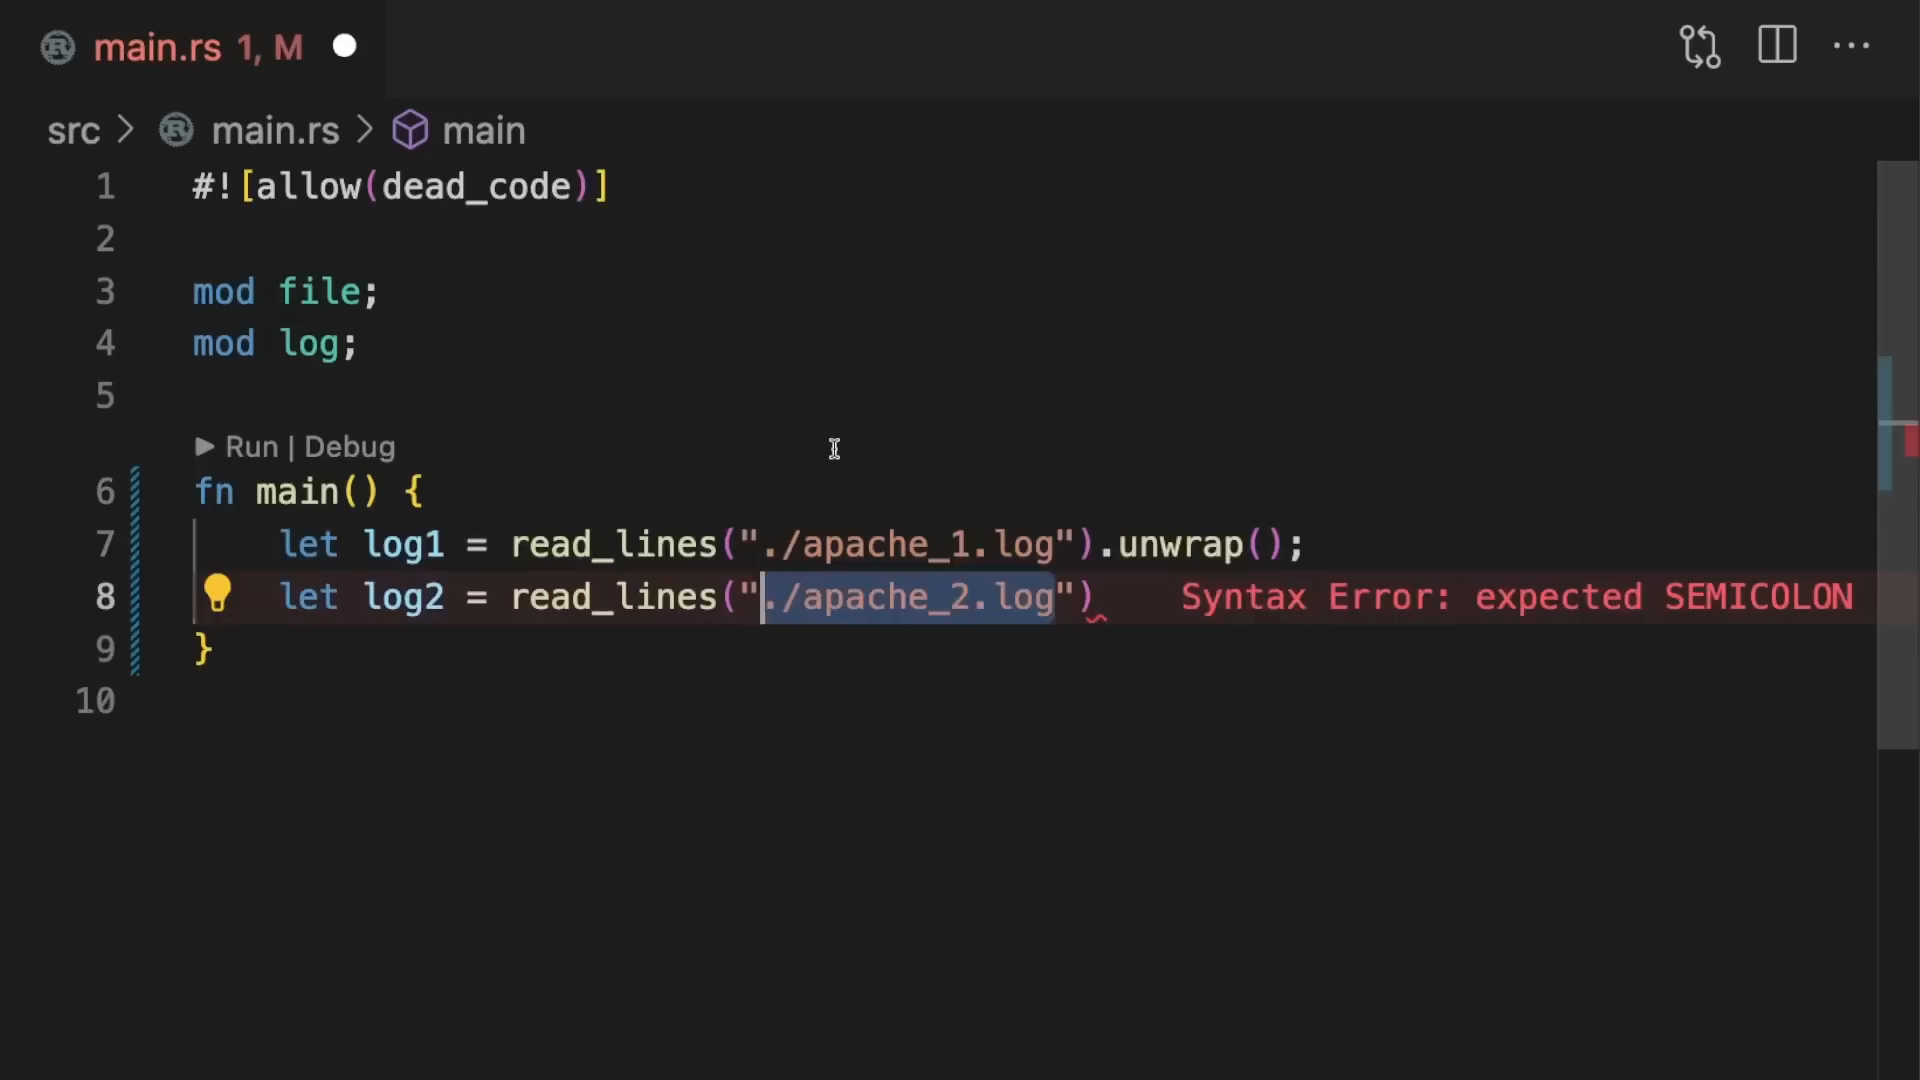 main.rs 1, M
src > main.rs > main
1 #![allow(dead_code)]
2
3 mod file;
4 mod log;
5
Run | Debug
6 fn main() {
7 let log1 = read_lines("./apache_1.log").unwrap();
8 let log2 = read_lines("./apache_2.log") Syntax Error: expected SEMICOLON
9 }
10